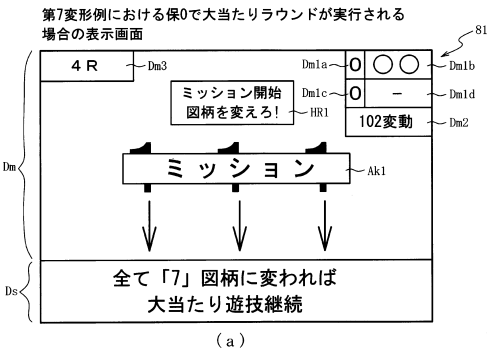 第7変形例における保0で大当たりラウンドが実行される
場合の表示画面
81
4R
Dm3
Dm1a
0
○○
Dm1b
Dm1c
0
-
Dm1d
ミッション開始
図柄を変えろ!
HR1
102変動
Dm2
Dm
ミッション
Ak1
Ds
全て「7」図柄に変われば
大当たり遊技継続
(a)